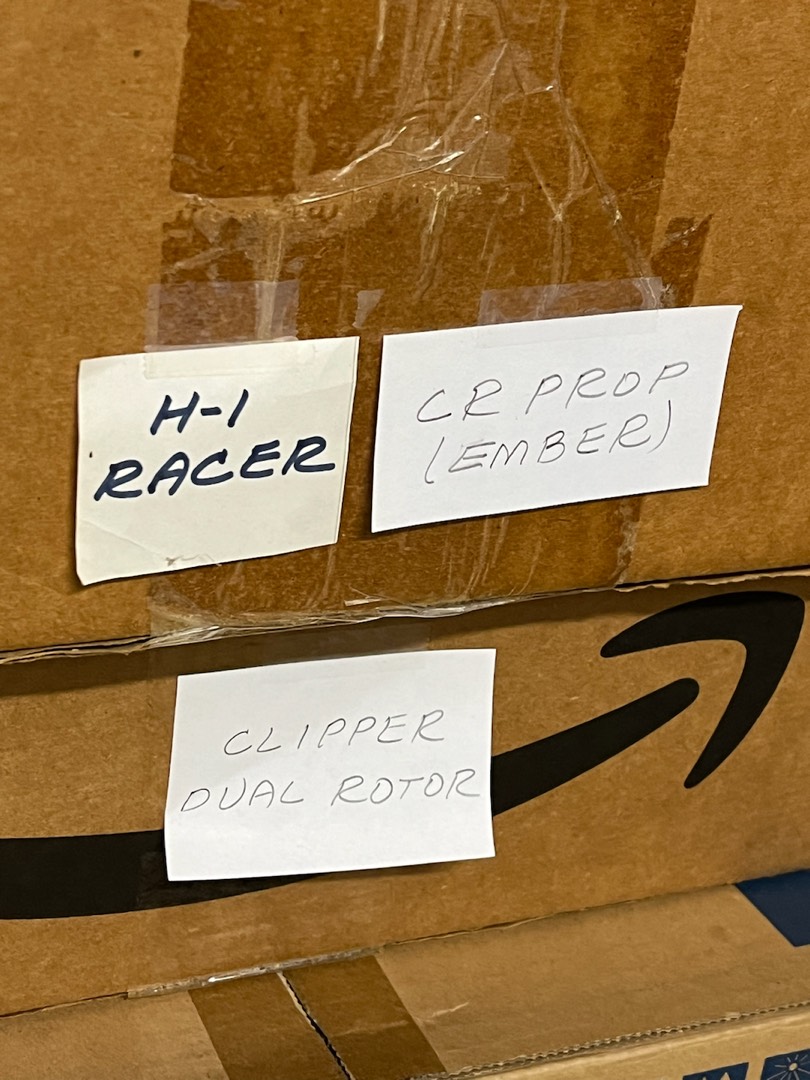 H-1
RACER
CR PROP
(EMBER)
CLIPPER
DUAL ROTOR